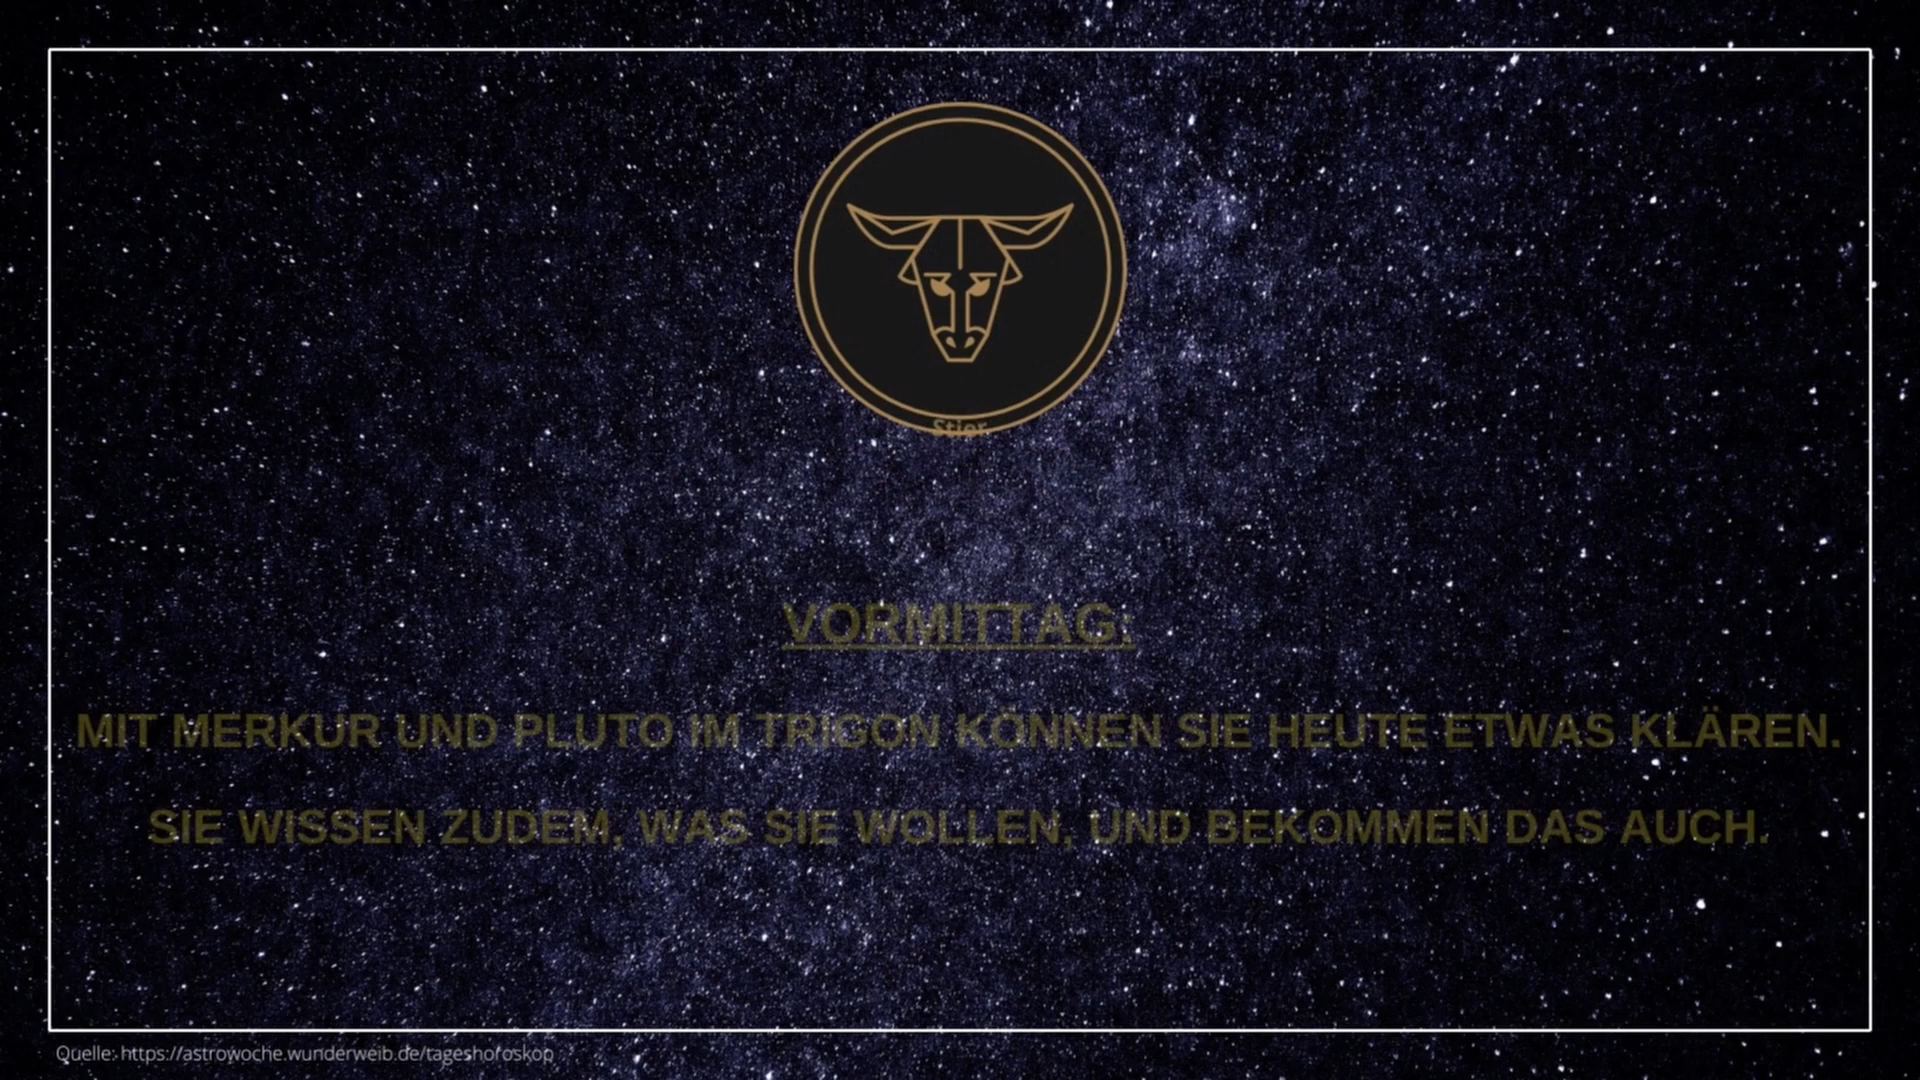 Stier
VORMITTAG:
MIT MERKUR UND PLUTO IM TRIGON KÖNNEN SIE HEUTE ETWAS KLÄREN.
SIE WISSEN ZUDEM, WAS SIE WOLLEN, UND BEKOMMEN DAS AUCH.
Quelle: https://astrowoche.wunderweib.de/tageshoroskop